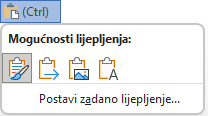 (Ctrl)
Mogućnosti lijepljenja:
A
Postavi zadano lijepljenje...